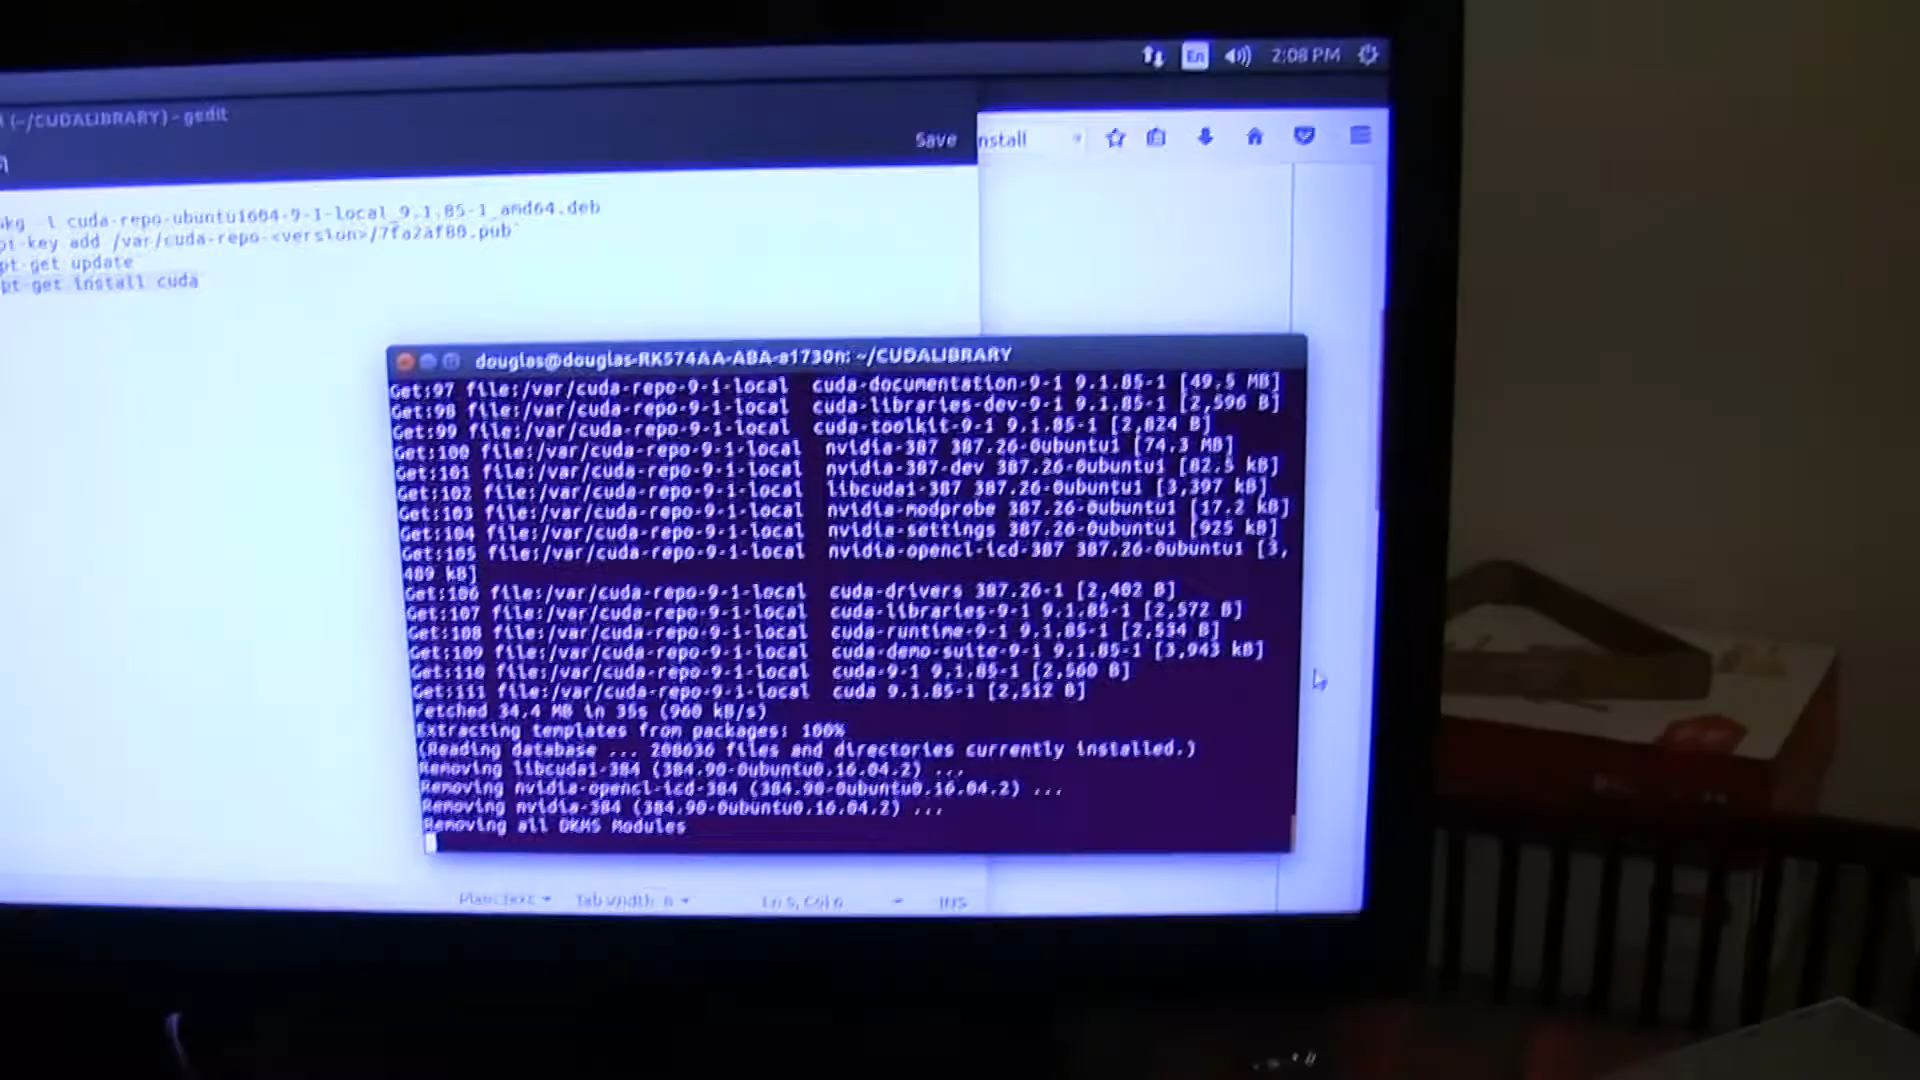 En 2:08 PM
(~/CUDALIBRARY) - gedit
Save
nstall
kg -i cuda-repo-ubuntu1604-9-1-local_9.1.85-1_amd64.deb
pt-key add /var/cuda-repo-<version>/7fa2af80.pub`
pt-get update
pt-get install cuda
douglas@douglas-RK574AA-ABA-a1730n: ~/CUDALIBRARY
Get:97 file:/var/cuda-repo-9-1-local  cuda-documentation-9-1 9.1.85-1 [49.5 MB]
Get:98 file:/var/cuda-repo-9-1-local  cuda-libraries-dev-9-1 9.1.85-1 [2,596 B]
Get:99 file:/var/cuda-repo-9-1-local  cuda-toolkit-9-1 9.1.85-1 [2,824 B]
Get:100 file:/var/cuda-repo-9-1-local  nvidia-387 387.26-0ubuntu1 [74.3 MB]
Get:101 file:/var/cuda-repo-9-1-local  nvidia-387-dev 387.26-0ubuntu1 [82.5 kB]
Get:102 file:/var/cuda-repo-9-1-local  libcuda1-387 387.26-0ubuntu1 [3,397 kB]
Get:103 file:/var/cuda-repo-9-1-local  nvidia-modprobe 387.26-0ubuntu1 [17.2 kB]
Get:104 file:/var/cuda-repo-9-1-local  nvidia-settings 387.26-0ubuntu1 [925 kB]
Get:105 file:/var/cuda-repo-9-1-local  nvidia-opencl-icd-387 387.26-0ubuntu1 [3,
489 kB]
Get:106 file:/var/cuda-repo-9-1-local  cuda-drivers 387.26-1 [2,402 B]
Get:107 file:/var/cuda-repo-9-1-local  cuda-libraries-9-1 9.1.85-1 [2,572 B]
Get:108 file:/var/cuda-repo-9-1-local  cuda-runtime-9-1 9.1.85-1 [2,534 B]
Get:109 file:/var/cuda-repo-9-1-local  cuda-demo-suite-9-1 9.1.85-1 [3,943 kB]
Get:110 file:/var/cuda-repo-9-1-local  cuda-9-1 9.1.85-1 [2,560 B]
Get:111 file:/var/cuda-repo-9-1-local  cuda 9.1.85-1 [2,512 B]
Fetched 34.4 MB in 35s (960 kB/s)
Extracting templates from packages: 100%
(Reading database ... 208636 files and directories currently installed.)
Removing libcuda1-384 (384.90-0ubuntu0.16.04.2) ...
Removing nvidia-opencl-icd-384 (384.90-0ubuntu0.16.04.2) ...
Removing nvidia-384 (384.90-0ubuntu0.16.04.2) ...
Removing all DKMS Modules
Plain Text Tab Width: 8 Ln 5, Col 6 INS